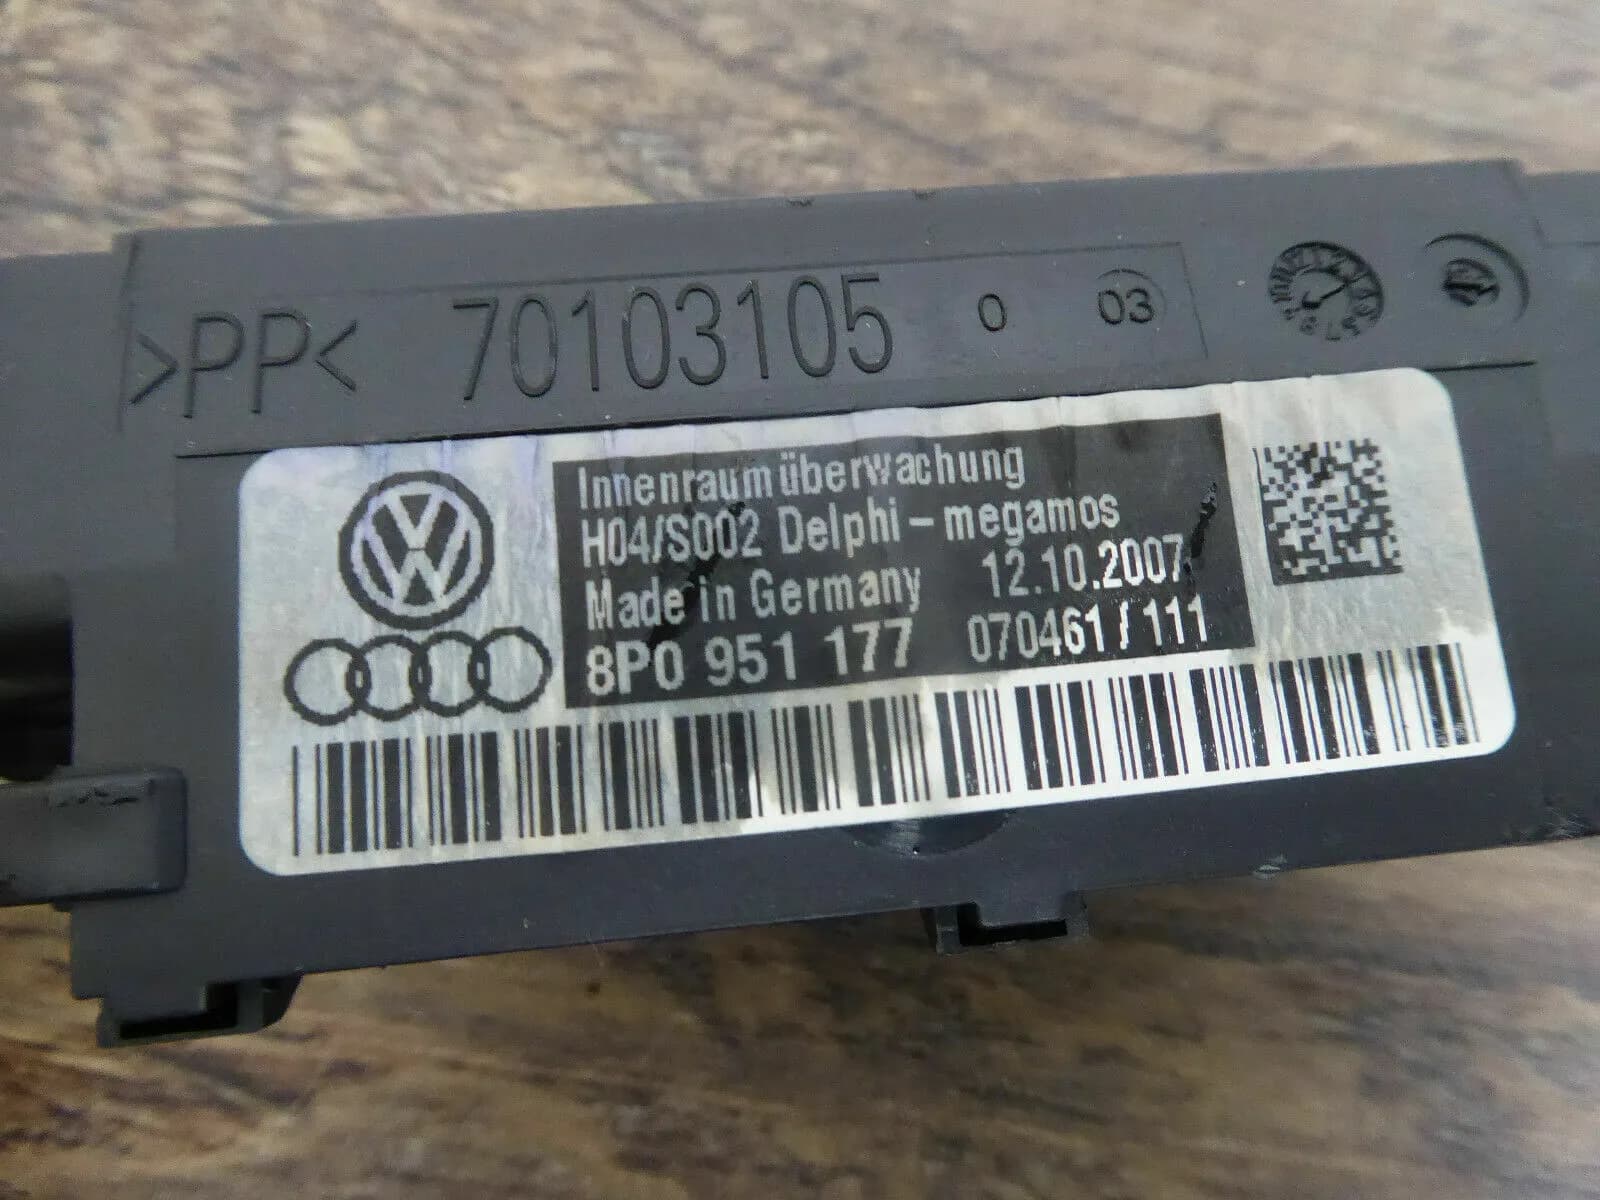 >PP< 70103105 0 03
Innenraumüberwachung
H04/S002 Delphi-megamos
Made in Germany 12.10.2007
8P0 951 177 070461/111